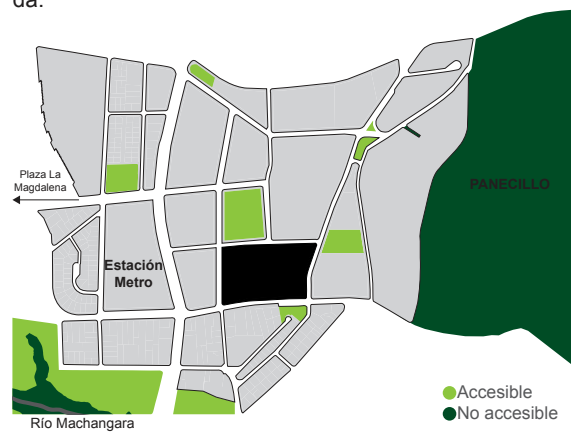 da:
Plaza La
Magdalena
PANECILLO
Estación
Metro
Accesible
No accesible
Río Machangara